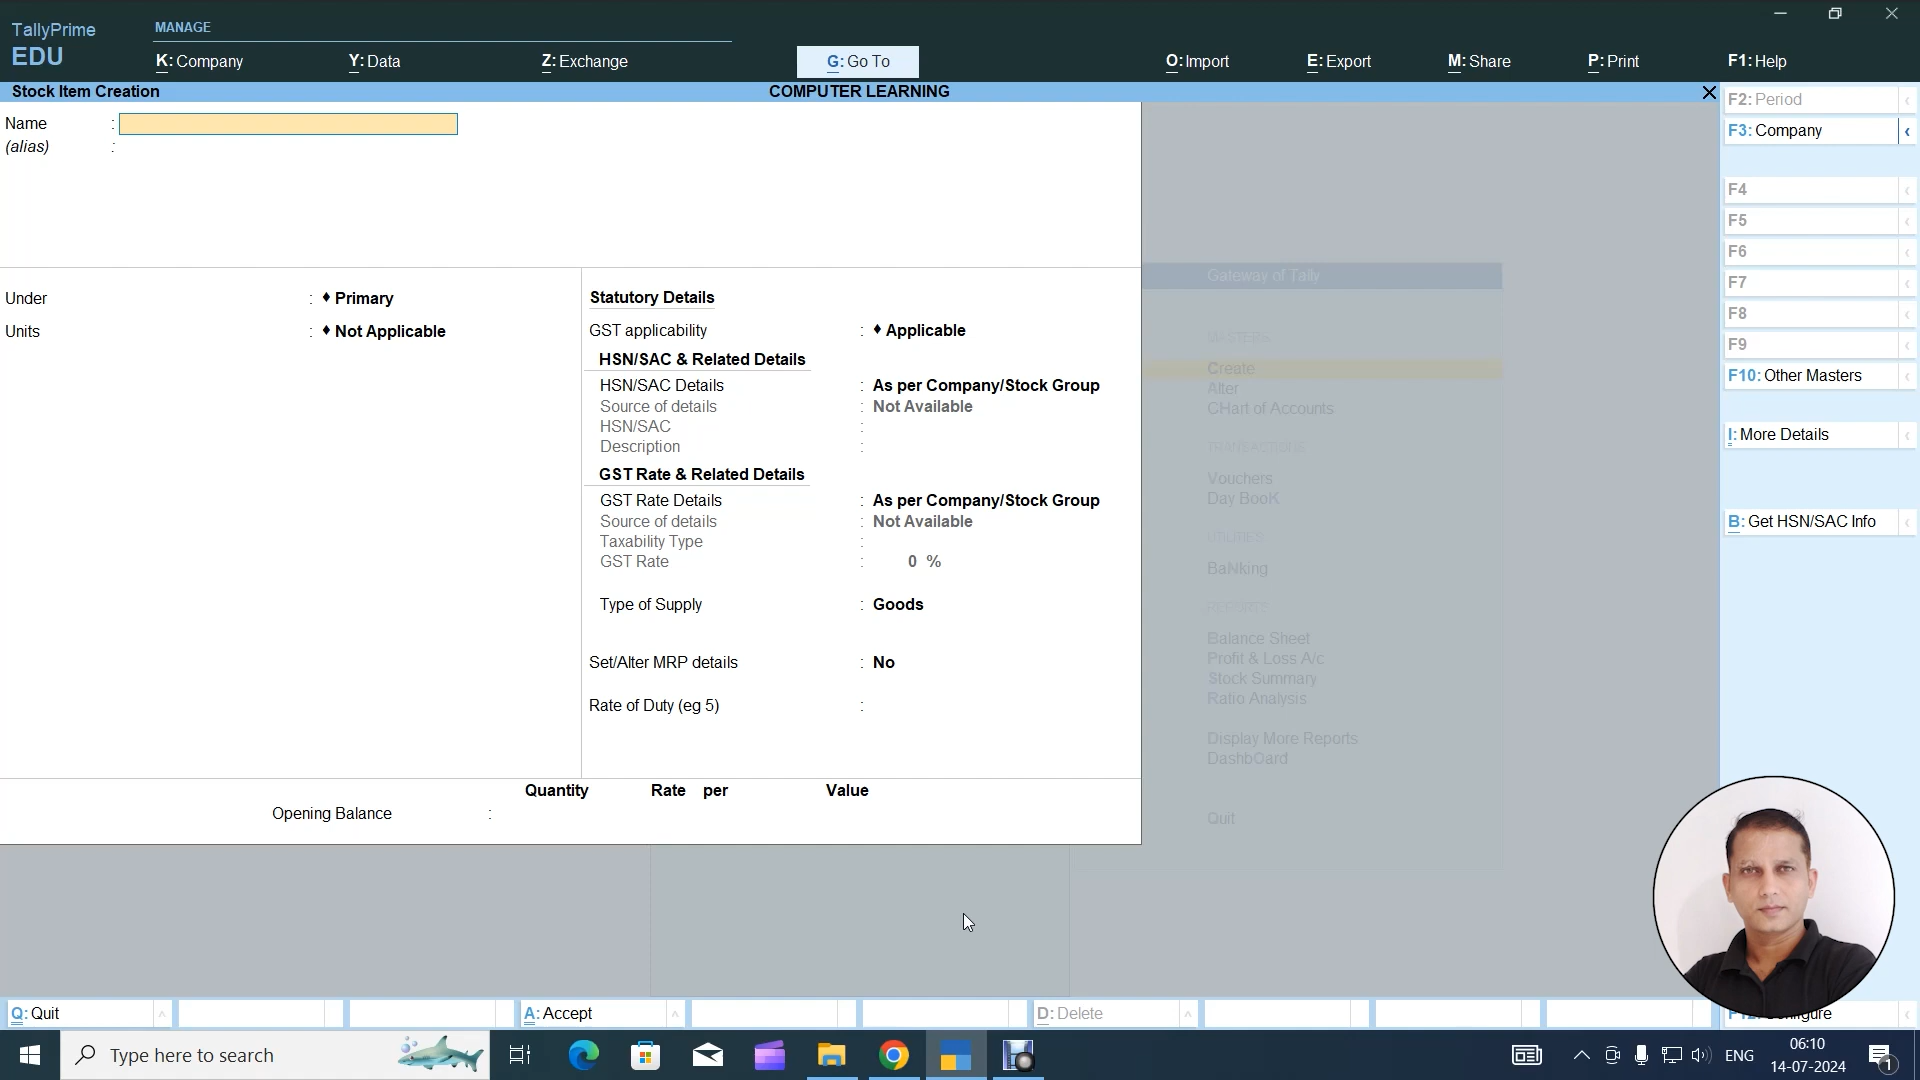 TallyPrime
EDU
MANAGE
K: Company
Y: Data
Z: Exchange
G: Go To
O: Import
E: Export
M: Share
P: Print
F1: Help
Stock Item Creation
COMPUTER LEARNING
Name :
(alias) :
Under : ♦ Primary
Units : ♦ Not Applicable
Statutory Details
GST applicability : ♦ Applicable
HSN/SAC & Related Details
HSN/SAC Details : As per Company/Stock Group
Source of details : Not Available
HSN/SAC :
Description :
GST Rate & Related Details
GST Rate Details : As per Company/Stock Group
Source of details : Not Available
Taxability Type :
GST Rate : 0 %
Type of Supply : Goods
Set/Alter MRP details : No
Rate of Duty (eg 5) :
Quantity Rate per Value
Opening Balance :
Gateway of Tally
MASTERS
Create
Alter
CHart of Accounts
TRANSACTIONS
Vouchers
Day BooK
UTILITIES
BaNking
REPORTS
Balance Sheet
Profit & Loss A/c
Stock Summary
Ratio Analysis
Display More Reports
DashbOard
Quit
F2: Period
F3: Company
F4
F5
F6
F7
F8
F9
F10: Other Masters
I: More Details
B: Get HSN/SAC Info
Q: Quit
A: Accept
D: Delete
Type here to search
ENG
06:10
14-07-2024
1